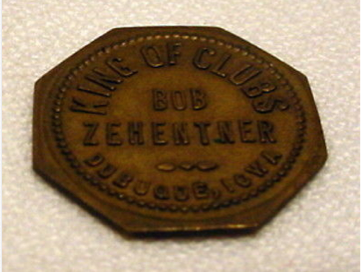 KING OF CLUBS
BOB
ZEHENTNER
DUBUQUE, IOWA